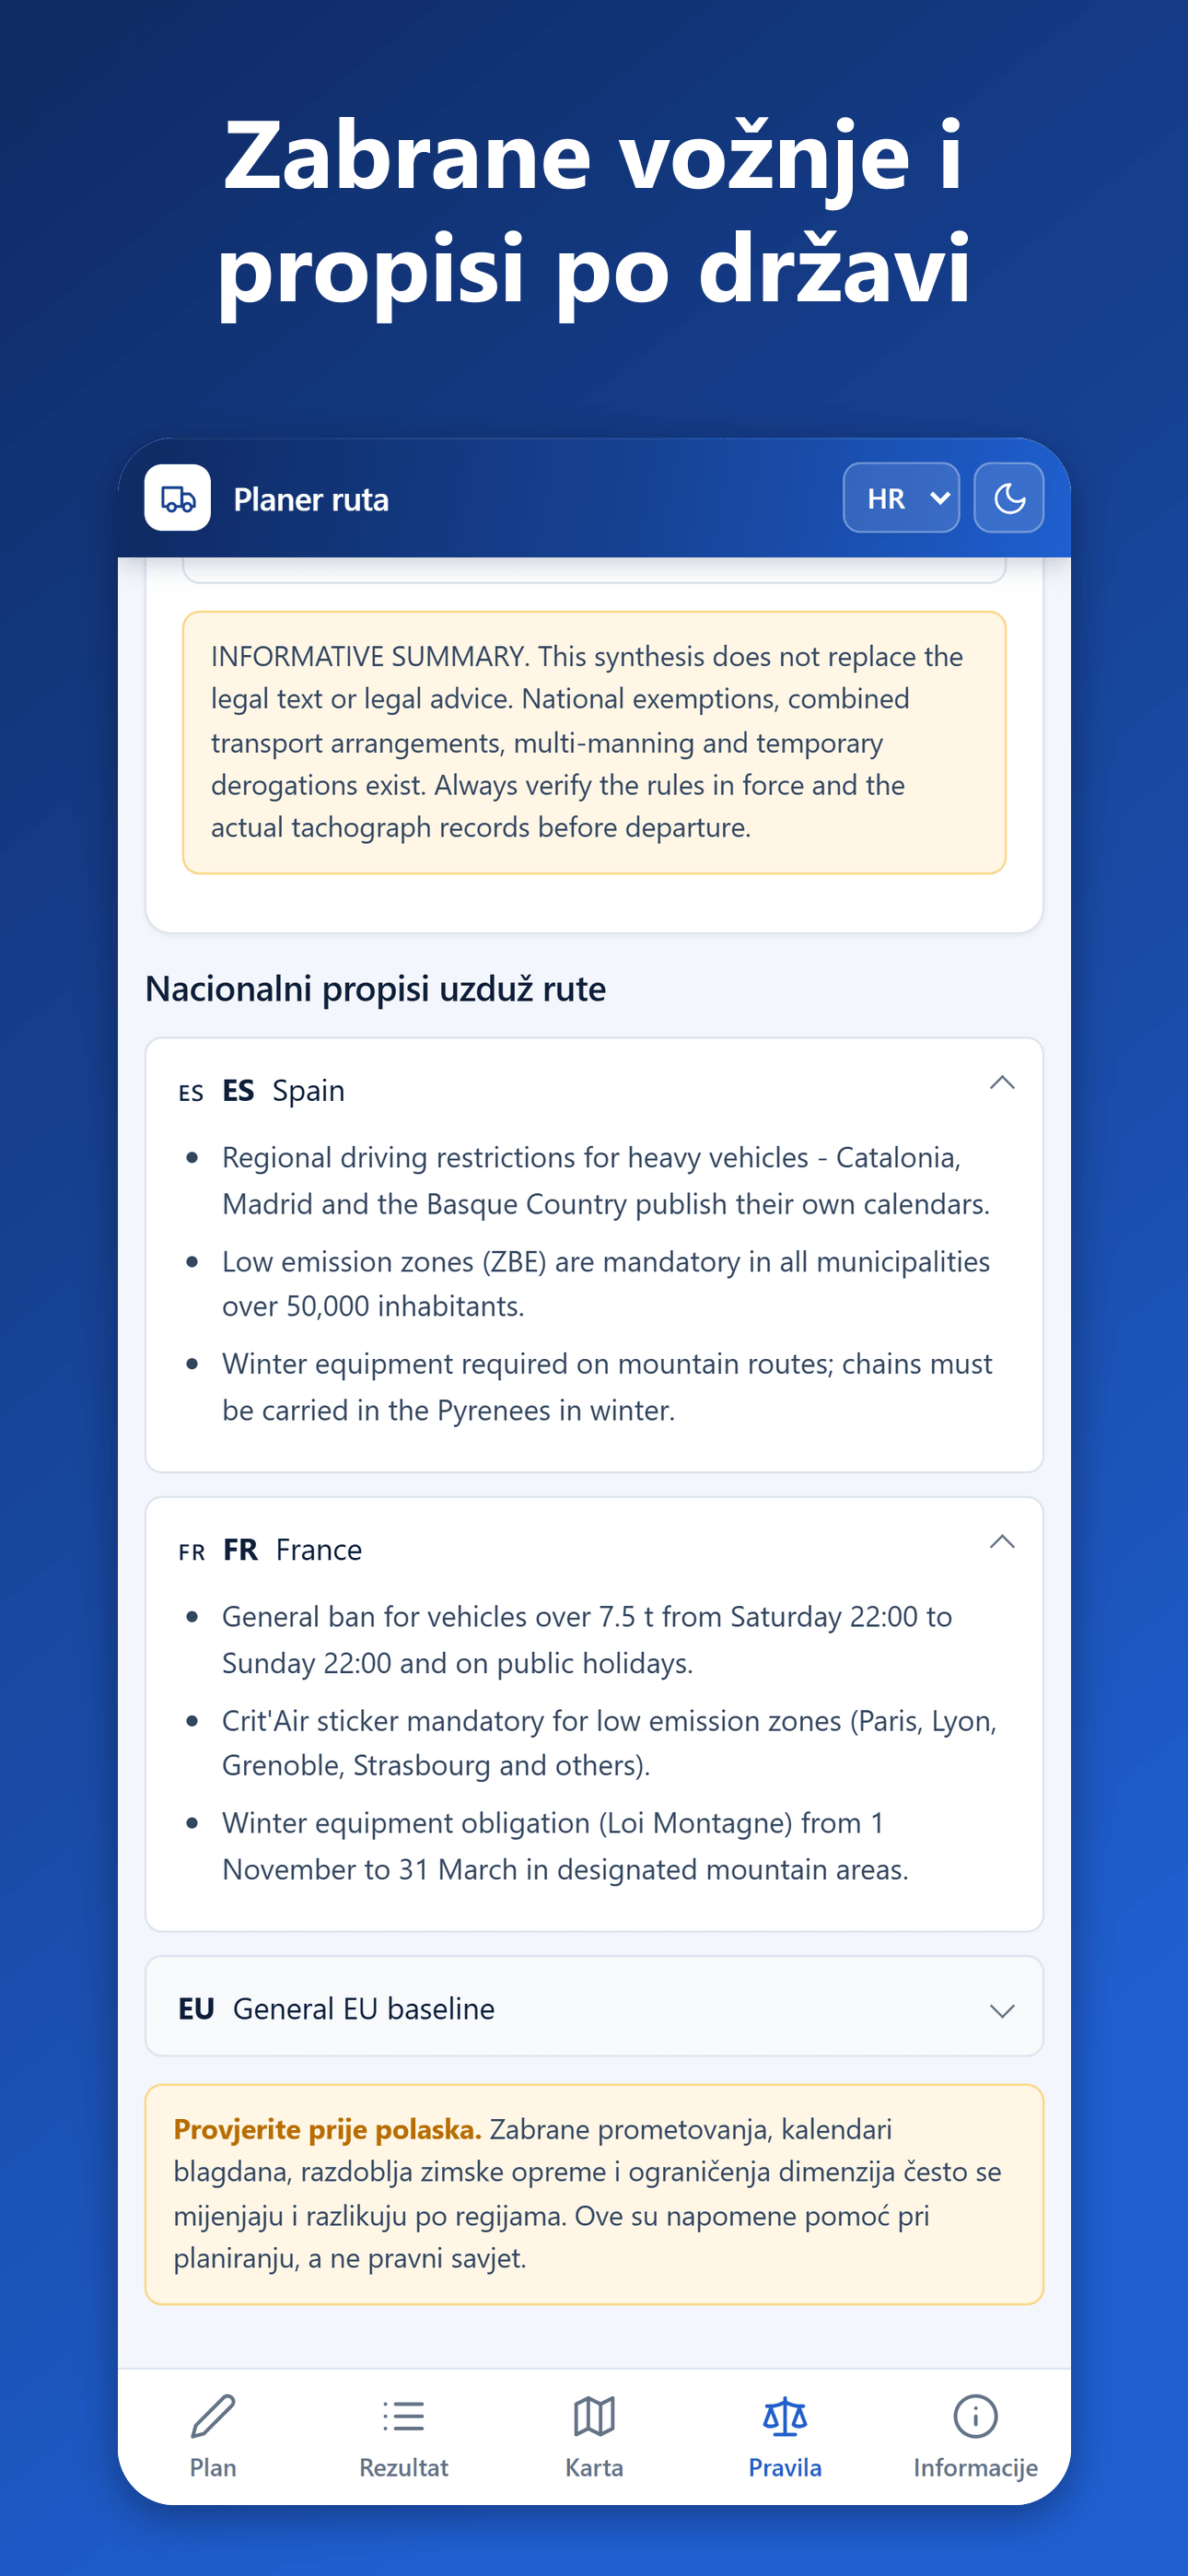 Zabrane vožnje i
propisi po državi
Planer ruta
HR
INFORMATIVE SUMMARY. This synthesis does not replace the
legal text or legal advice. National exemptions, combined
transport arrangements, multi-manning and temporary
derogations exist. Always verify the rules in force and the
actual tachograph records before departure.
Nacionalni propisi uzduž rute
ES ES Spain
Regional driving restrictions for heavy vehicles - Catalonia,
Madrid and the Basque Country publish their own calendars.
Low emission zones (ZBE) are mandatory in all municipalities
over 50,000 inhabitants.
Winter equipment required on mountain routes; chains must
be carried in the Pyrenees in winter.
FR FR France
General ban for vehicles over 7.5 t from Saturday 22:00 to
Sunday 22:00 and on public holidays.
Crit'Air sticker mandatory for low emission zones (Paris, Lyon,
Grenoble, Strasbourg and others).
Winter equipment obligation (Loi Montagne) from 1
November to 31 March in designated mountain areas.
EU General EU baseline
Provjerite prije polaska. Zabrane prometovanja, kalendari
blagdana, razdoblja zimske opreme i ograničenja dimenzija često se
mijenjaju i razlikuju po regijama. Ove su napomene pomoć pri
planiranju, a ne pravni savjet.
Plan
Rezultat
Karta
Pravila
Informacije